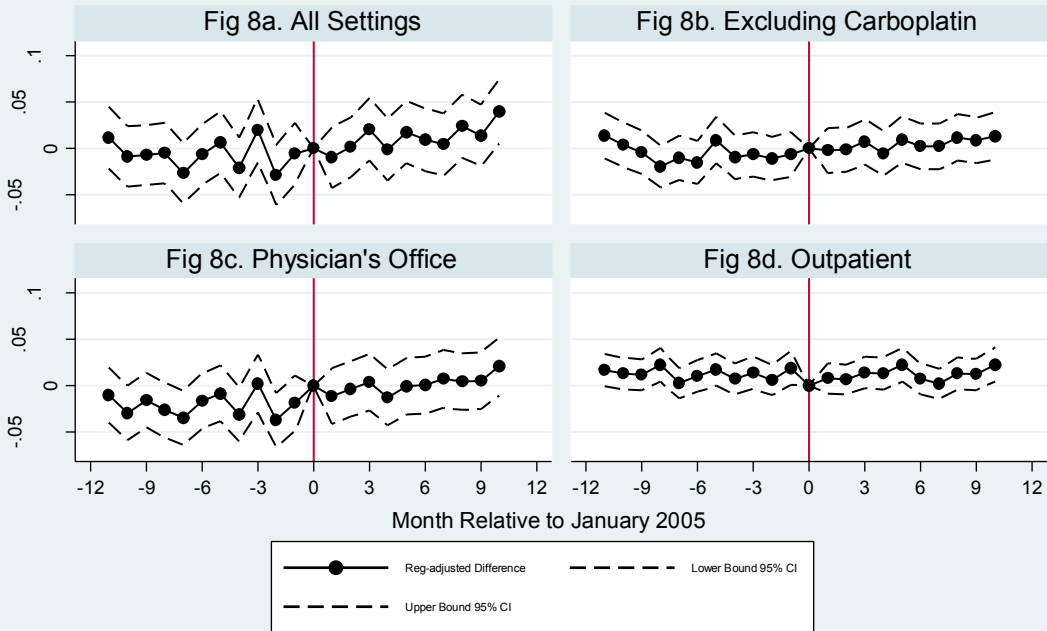 Fig 8a. All Settings
Fig 8b. Excluding Carboplatin
.1
.05
0
-.05
Fig 8c. Physician's Office
Fig 8d. Outpatient
.1
.05
0
-.05
-12 -9 -6 -3 0 3 6 9 12
-12 -9 -6 -3 0 3 6 9 12
Month Relative to January 2005
Reg-adjusted Difference
Lower Bound 95% CI
Upper Bound 95% CI